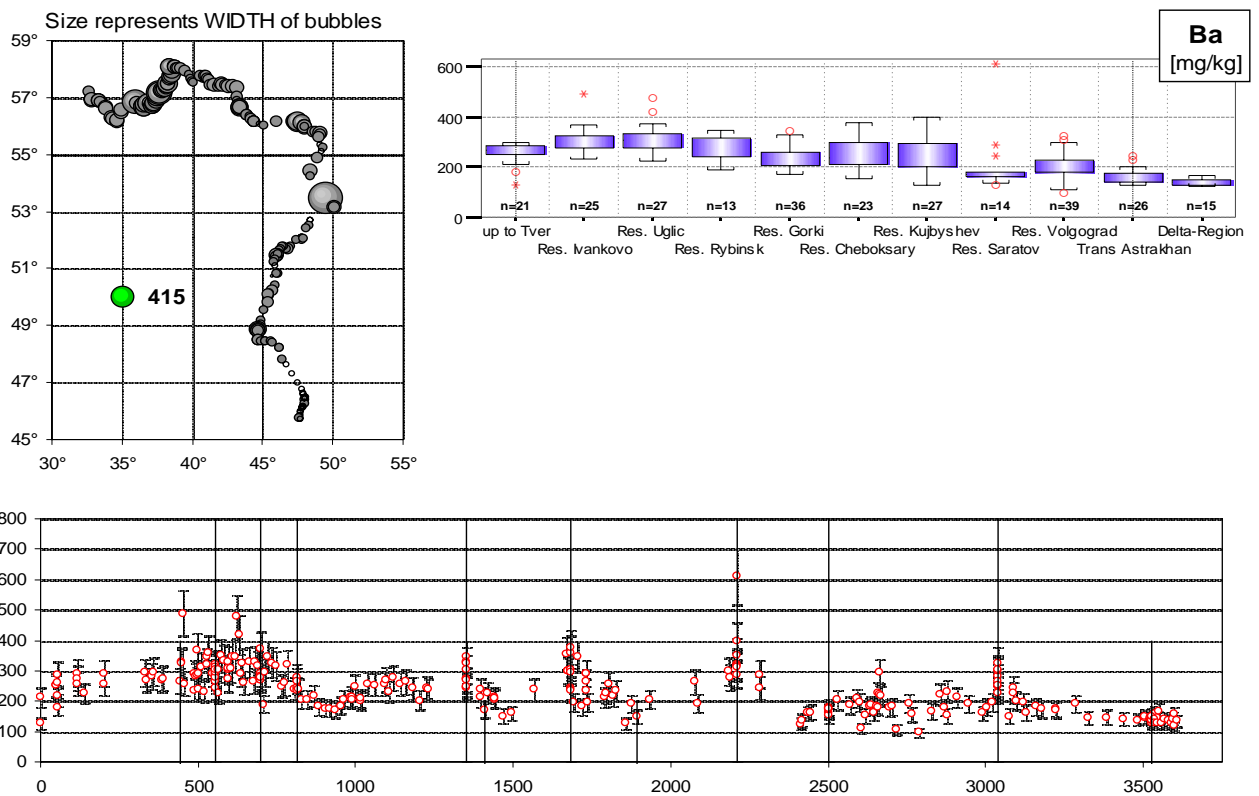 Size represents WIDTH of bubbles
59°
57°
55°
53°
51°
49°
47°
45°
30° 35° 40° 45° 50° 55°
415
Ba
[mg/kg]
600
400
200
0
n=21 n=25 n=27 n=13 n=36 n=23 n=27 n=14 n=39 n=26 n=15
up to Tver Res. Uglic Res. Gorki Res. Kujbyshev Res. Volgograd Delta-Region
Res. Ivankovo Res. Rybinsk Res. Cheboksary Res. Saratov Trans Astrakhan
800
700
600
500
400
300
200
100
0
0 500 1000 1500 2000 2500 3000 3500